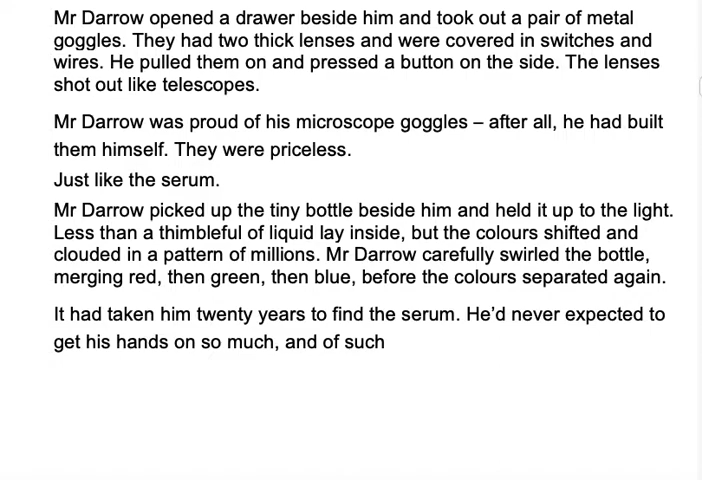 Mr Darrow opened a drawer beside him and took out a pair of metal
goggles. They had two thick lenses and were covered in switches and
wires. He pulled them on and pressed a button on the side. The lenses
shot out like telescopes.
Mr Darrow was proud of his microscope goggles – after all, he had built
them himself. They were priceless.
Just like the serum.
Mr Darrow picked up the tiny bottle beside him and held it up to the light.
Less than a thimbleful of liquid lay inside, but the colours shifted and
clouded in a pattern of millions. Mr Darrow carefully swirled the bottle,
merging red, then green, then blue, before the colours separated again.
It had taken him twenty years to find the serum. He’d never expected to
get his hands on so much, and of such